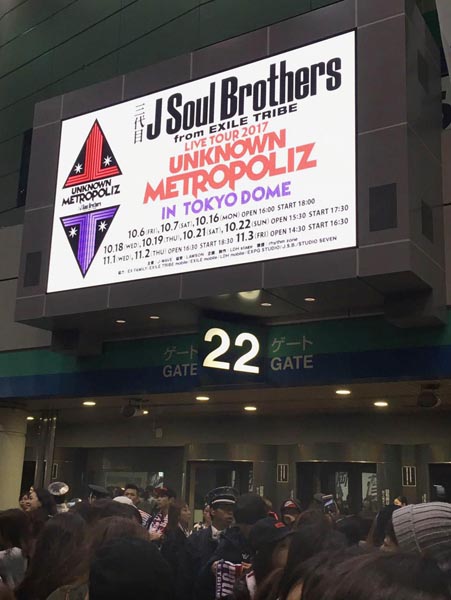 三代目
J Soul Brothers
from EXILE TRIBE
LIVE TOUR 2017
UNKNOWN
METROPOLIZ
IN TOKYO DOME
UNKNOWN
METROPOLIZ
10.6(FRI), 10.7(SAT), 10.16(MON) OPEN 16:00 START 18:00
10.18(WED), 10.19(THU), 10.21(SAT), 10.22(SUN) OPEN 15:30 START 17:30
11.1(WED), 11.2(THU) OPEN 16:30 START 18:30 11.3(FRI) OPEN 14:30 START 16:30
ゲート
GATE
22
ゲート
GATE